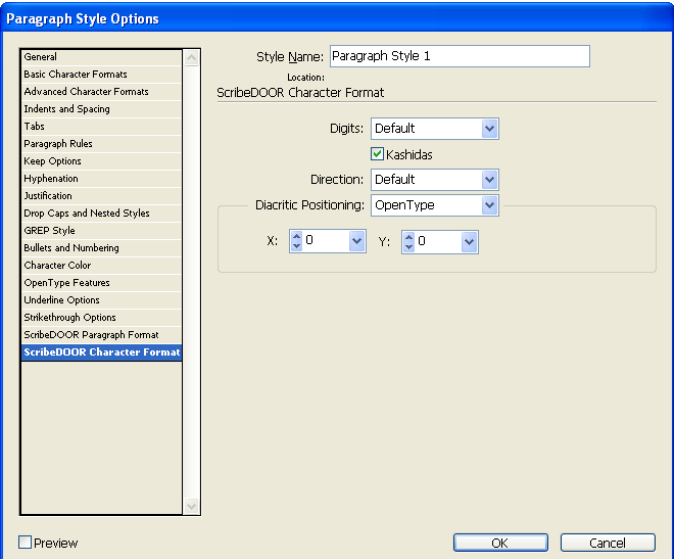 Paragraph Style Options
General
Basic Character Formats
Advanced Character Formats
Indents and Spacing
Tabs
Paragraph Rules
Keep Options
Hyphenation
Justification
Drop Caps and Nested Styles
GREP Style
Bullets and Numbering
Character Color
OpenType Features
Underline Options
Strikethrough Options
ScribeDOOR Paragraph Format
ScribeDOOR Character Format
Style Name: Paragraph Style 1
Location:
ScribeDOOR Character Format
Digits: Default
Kashidas
Direction: Default
Diacritic Positioning: OpenType
X: 0 Y: 0
Preview
OK Cancel